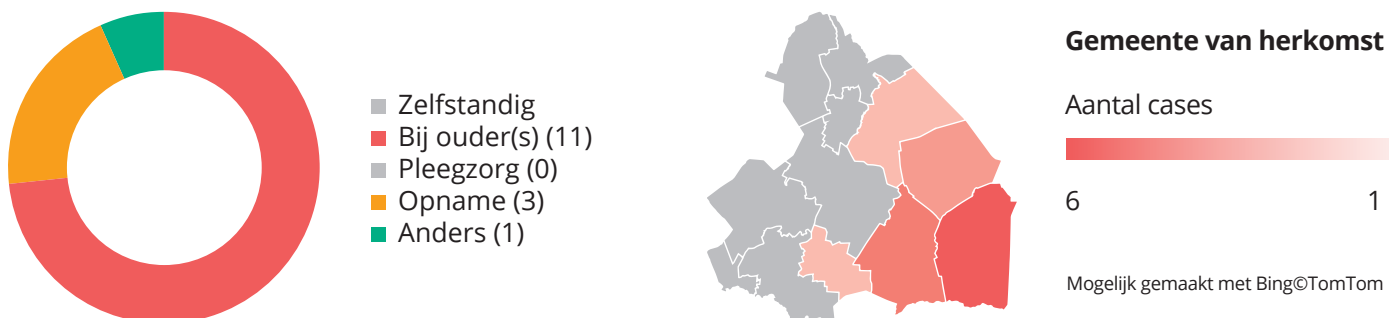 Zelfstandig
Bij ouder(s) (11)
Pleegzorg (0)
Opname (3)
Anders (1)
Gemeente van herkomst
Aantal cases
6 1
Mogelijk gemaakt met Bing©TomTom